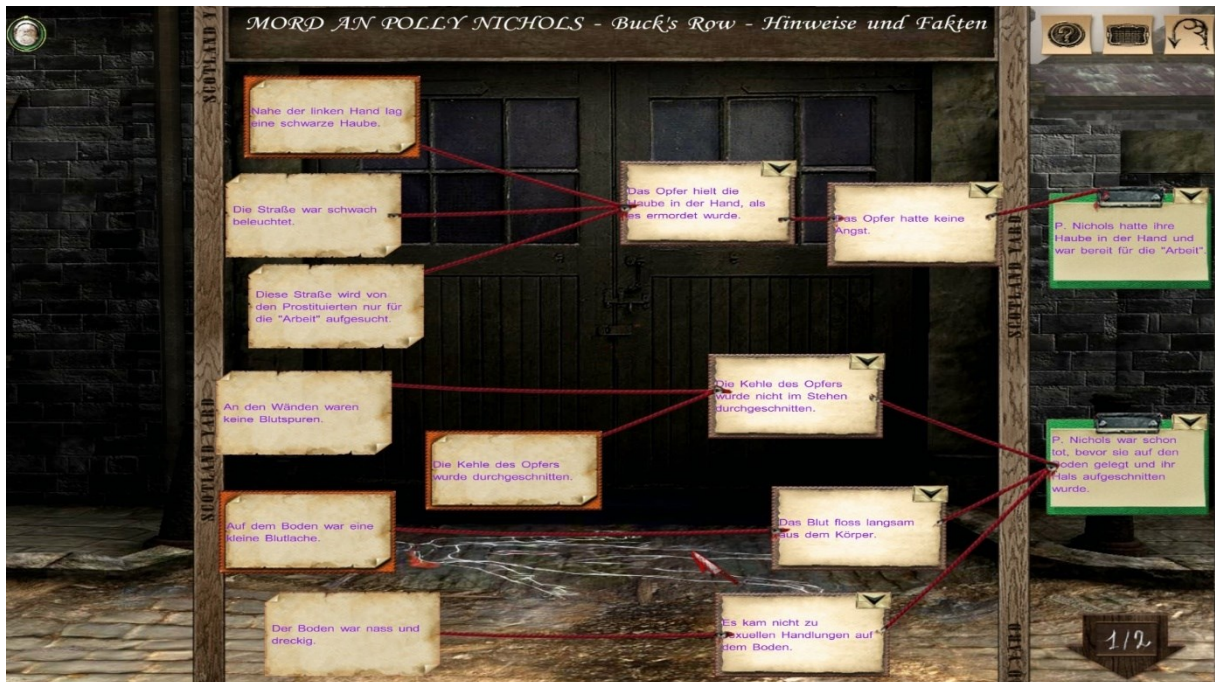 MORD AN POLLY NICHOLS - Buck's Row - Hinweise und Fakten
SCOTLAND Y
Nahe der linken Hand lag
eine schwarze Haube.
Die Straße war schwach
beleuchtet.
Diese Straße wird von
den Prostituierten nur für
die "Arbeit" aufgesucht.
Das Opfer hielt die
Haube in der Hand, als
es ermordet wurde.
Das Opfer hatte keine
Angst.
P. Nichols hatte ihre
Haube in der Hand und
war bereit für die "Arbeit".
SCOTLAND YARD
An den Wänden waren
keine Blutspuren.
Die Kehle des Opfers
wurde durchgeschnitten.
Die Kehle des Opfers
wurde nicht im Stehen
durchgeschnitten.
P. Nichols war schon
tot, bevor sie auf den
Boden gelegt und ihr
Hals aufgeschnitten
wurde.
SCOTLAND YARD
Auf dem Boden war eine
kleine Blutlache.
Das Blut floss langsam
aus dem Körper.
Der Boden war nass und
dreckig.
Es kam nicht zu
sexuellen Handlungen auf
dem Boden.
D YARD
1/2